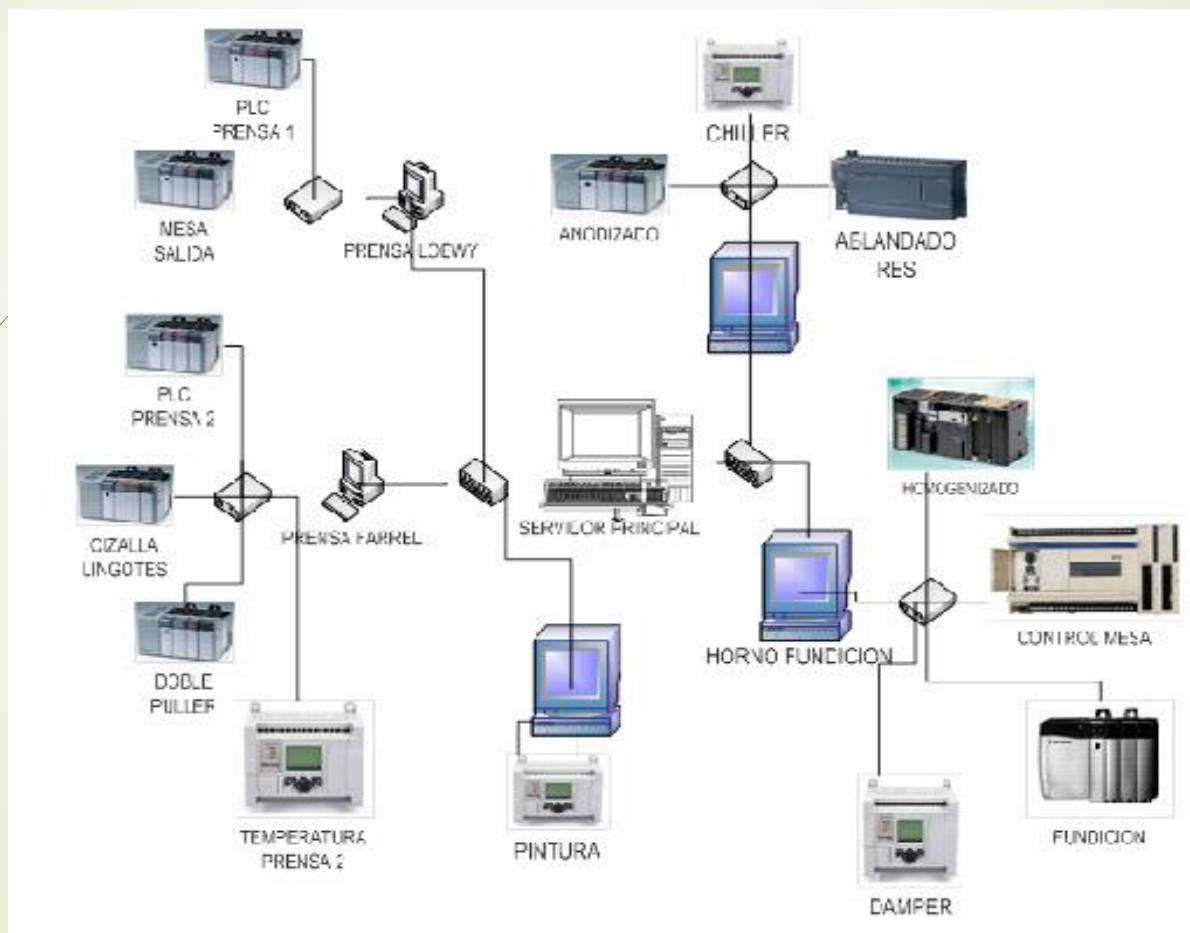 PLC
PRENSA 1
CHILLER
MESA
SALIDA
PRENSA LOEWY
ANODIZADO
ABLANDADO
RES
PLC
PRENSA 2
HOMOGENIZADO
CIZALLA
LINGOTES
PRENSA FARREL
SERVIDOR PRINCIPAL
CONTROL MESA
HORNO FUNDICION
DOBLE
PULLER
TEMPERATURA
PRENSA 2
PINTURA
FUNDICION
DAMPER